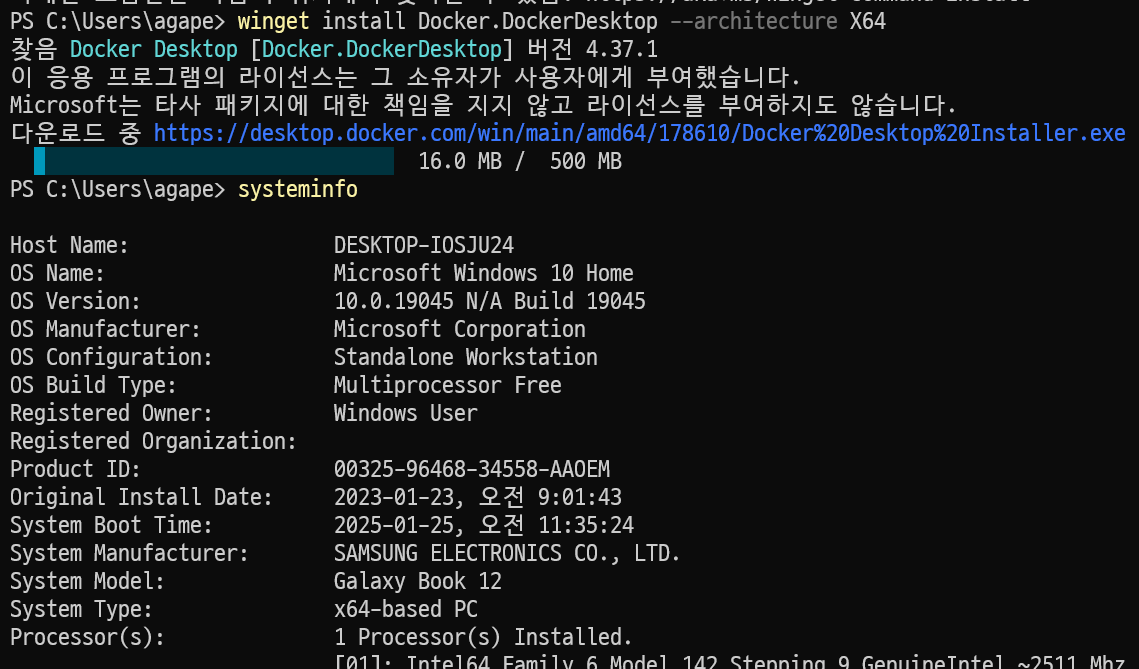 PS C:\Users\agape> winget install Docker.DockerDesktop --architecture X64
찾음 Docker Desktop [Docker.DockerDesktop] 버전 4.37.1
이 응용 프로그램의 라이선스는 그 소유자가 사용자에게 부여했습니다.
Microsoft는 타사 패키지에 대한 책임을 지지 않고 라이선스를 부여하지도 않습니다.
다운로드 중 https://desktop.docker.com/win/main/amd64/178610/Docker%20Desktop%20Installer.exe
16.0 MB / 500 MB
PS C:\Users\agape> systeminfo
Host Name: DESKTOP-IOSJU24
OS Name: Microsoft Windows 10 Home
OS Version: 10.0.19045 N/A Build 19045
OS Manufacturer: Microsoft Corporation
OS Configuration: Standalone Workstation
OS Build Type: Multiprocessor Free
Registered Owner: Windows User
Registered Organization:
Product ID: 00325-96468-34558-AAOEM
Original Install Date: 2023-01-23, 오전 9:01:43
System Boot Time: 2025-01-25, 오전 11:35:24
System Manufacturer: SAMSUNG ELECTRONICS CO., LTD.
System Model: Galaxy Book 12
System Type: x64-based PC
Processor(s): 1 Processor(s) Installed.
[01]: Intel64 Family 6 Model 142 Stepping 9 GenuineIntel ~2511 Mhz